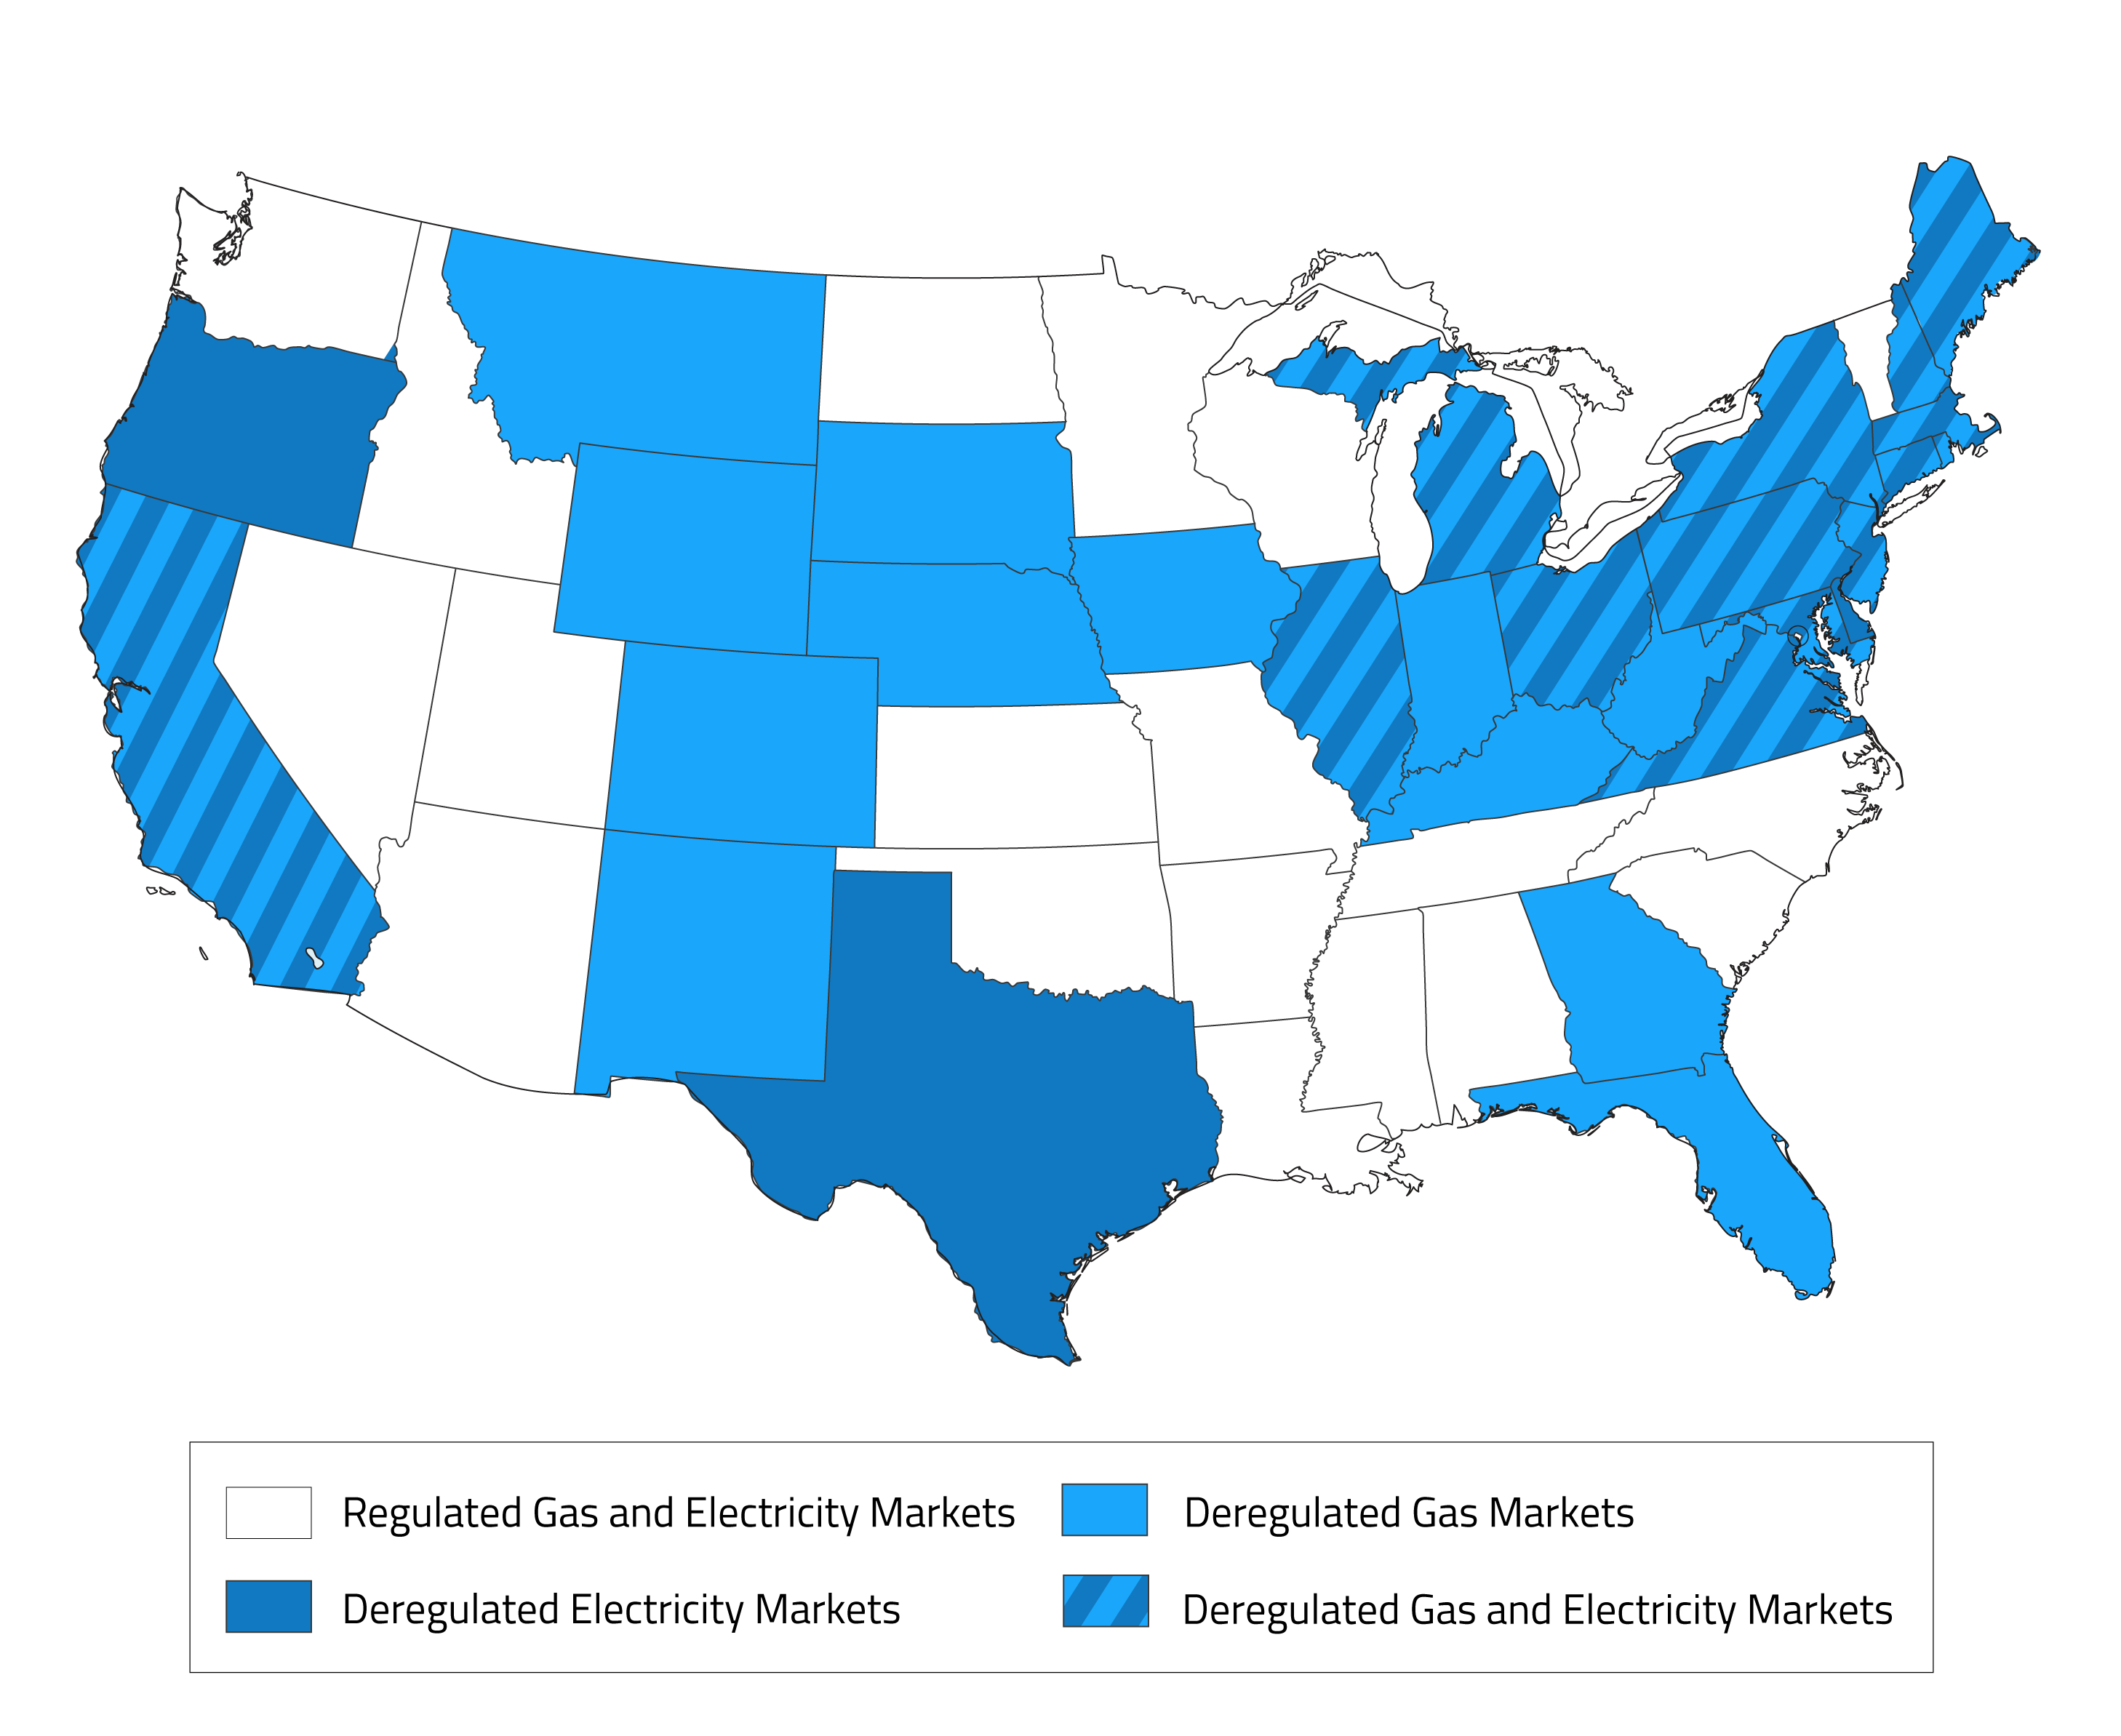 Regulated Gas and Electricity Markets
Deregulated Gas Markets
Deregulated Electricity Markets
Deregulated Gas and Electricity Markets